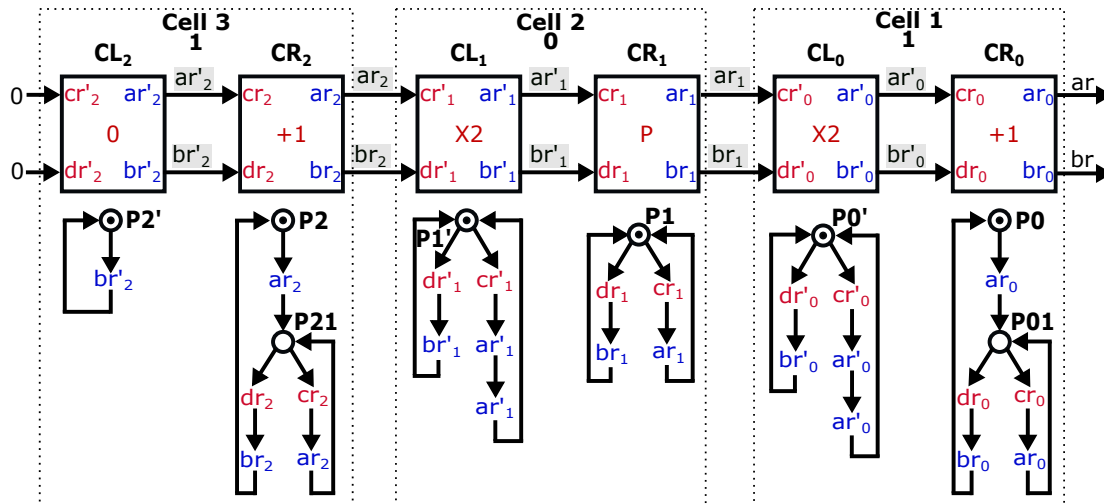 Cell 3 Cell 2 Cell 1
1 0 1
CL₂ CR₂ CL₁ CR₁ CL₀ CR₀
ar'₂ ar₂ ar'₁ ar₁ ar'₀ ar
0 cr'₂ ar'₂ cr₂ ar₂ cr'₁ ar'₁ cr₁ ar₁ cr'₀ ar'₀ cr₀ ar₀
0 +1 X2 P X2 +1
br'₂ br₂ br'₁ br₁ br'₀ br
0 dr'₂ br'₂ dr₂ br₂ dr'₁ br'₁ dr₁ br₁ dr'₀ br'₀ dr₀ br₀
P2' P2 P1' P1 P0' P0
br'₂ ar₂ dr'₁ cr'₁ dr₁ cr₁ dr'₀ cr'₀ ar₀
P21 br'₁ ar'₁ br₁ ar₁ br'₀ ar'₀ P01
dr₂ cr₂ ar'₁ ar'₀ dr₀ cr₀
br₂ ar₂ br₀ ar₀